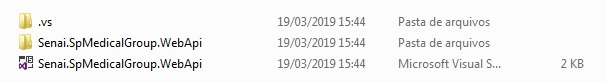 .vs 19/03/2019 15:44 Pasta de arquivos
Senai.SpMedicalGroup.WebApi 19/03/2019 15:44 Pasta de arquivos
Senai.SpMedicalGroup.WebApi 19/03/2019 15:44 Microsoft Visual S... 2 KB